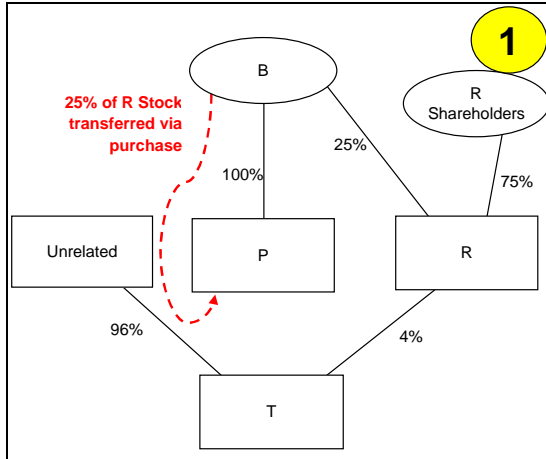 1
B
R
Shareholders
25% of R Stock
transferred via
purchase
25%
100%
75%
Unrelated
P
R
96%
4%
T